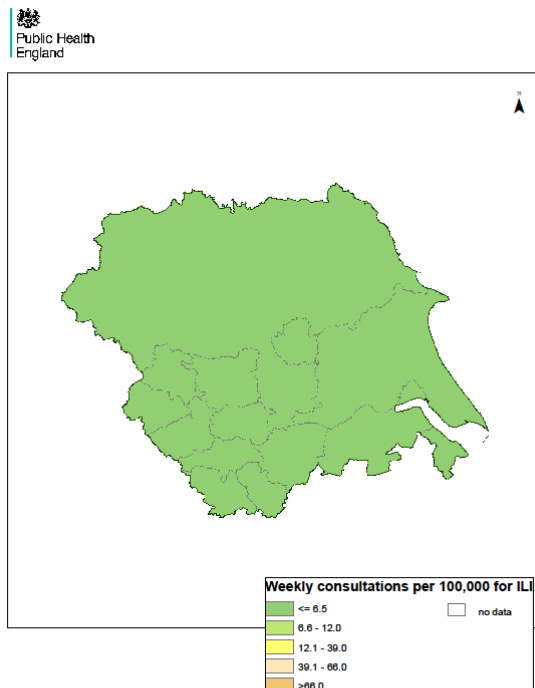 Public Health
England
N
Weekly consultations per 100,000 for ILI
<= 6.5
no data
6.6 - 12.0
12.1 - 39.0
39.1 - 66.0
>66.0